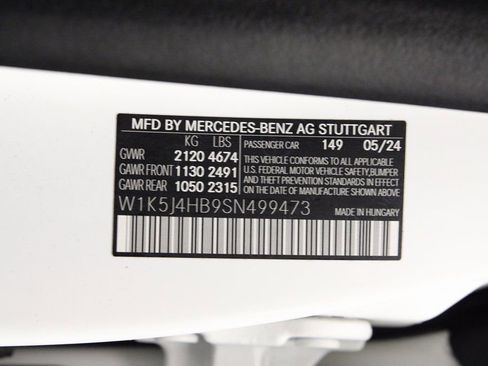 MFD BY MERCEDES-BENZ AG STUTTGART
KG LBS PASSENGER CAR 149 05/24
GVWR 2120 4674 THIS VEHICLE CONFORMS TO ALL APPLICABLE
GAWR FRONT 1130 2491 U.S. FEDERAL MOTOR VEHICLE SAFETY,BUMPER
GAWR REAR 1050 2315 AND THEFT PREVENTION STANDARDS IN EFFECT
ON THE DATE OF MANUFACTURE SHOWN ABOVE.
W1K5J4HB9SN499473 MADE IN HUNGARY